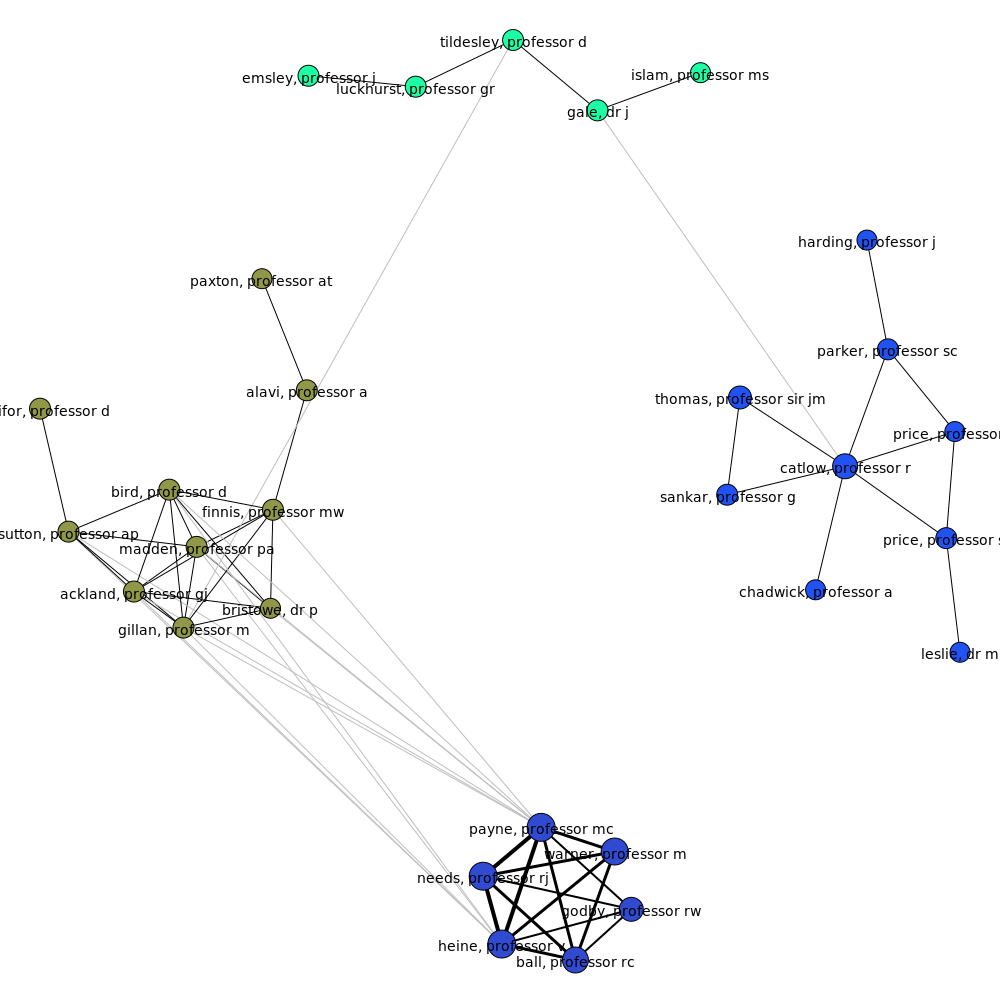 tildesley, professor d
emsley, professor j
luckhurst, professor gr
islam, professor ms
gale, dr j
harding, professor j
paxton, professor at
parker, professor sc
alavi, professor a
thomas, professor sir jm
ifor, professor d
price, professor
catlow, professor r
bird, professor d
sankar, professor g
finnis, professor mw
sutton, professor ap
price, professor s
madden, professor pa
ackland, professor gj
chadwick, professor a
bristowe, dr p
gillan, professor m
leslie, dr m
payne, professor mc
warner, professor m
needs, professor rj
godby, professor rw
heine, professor v
ball, professor rc